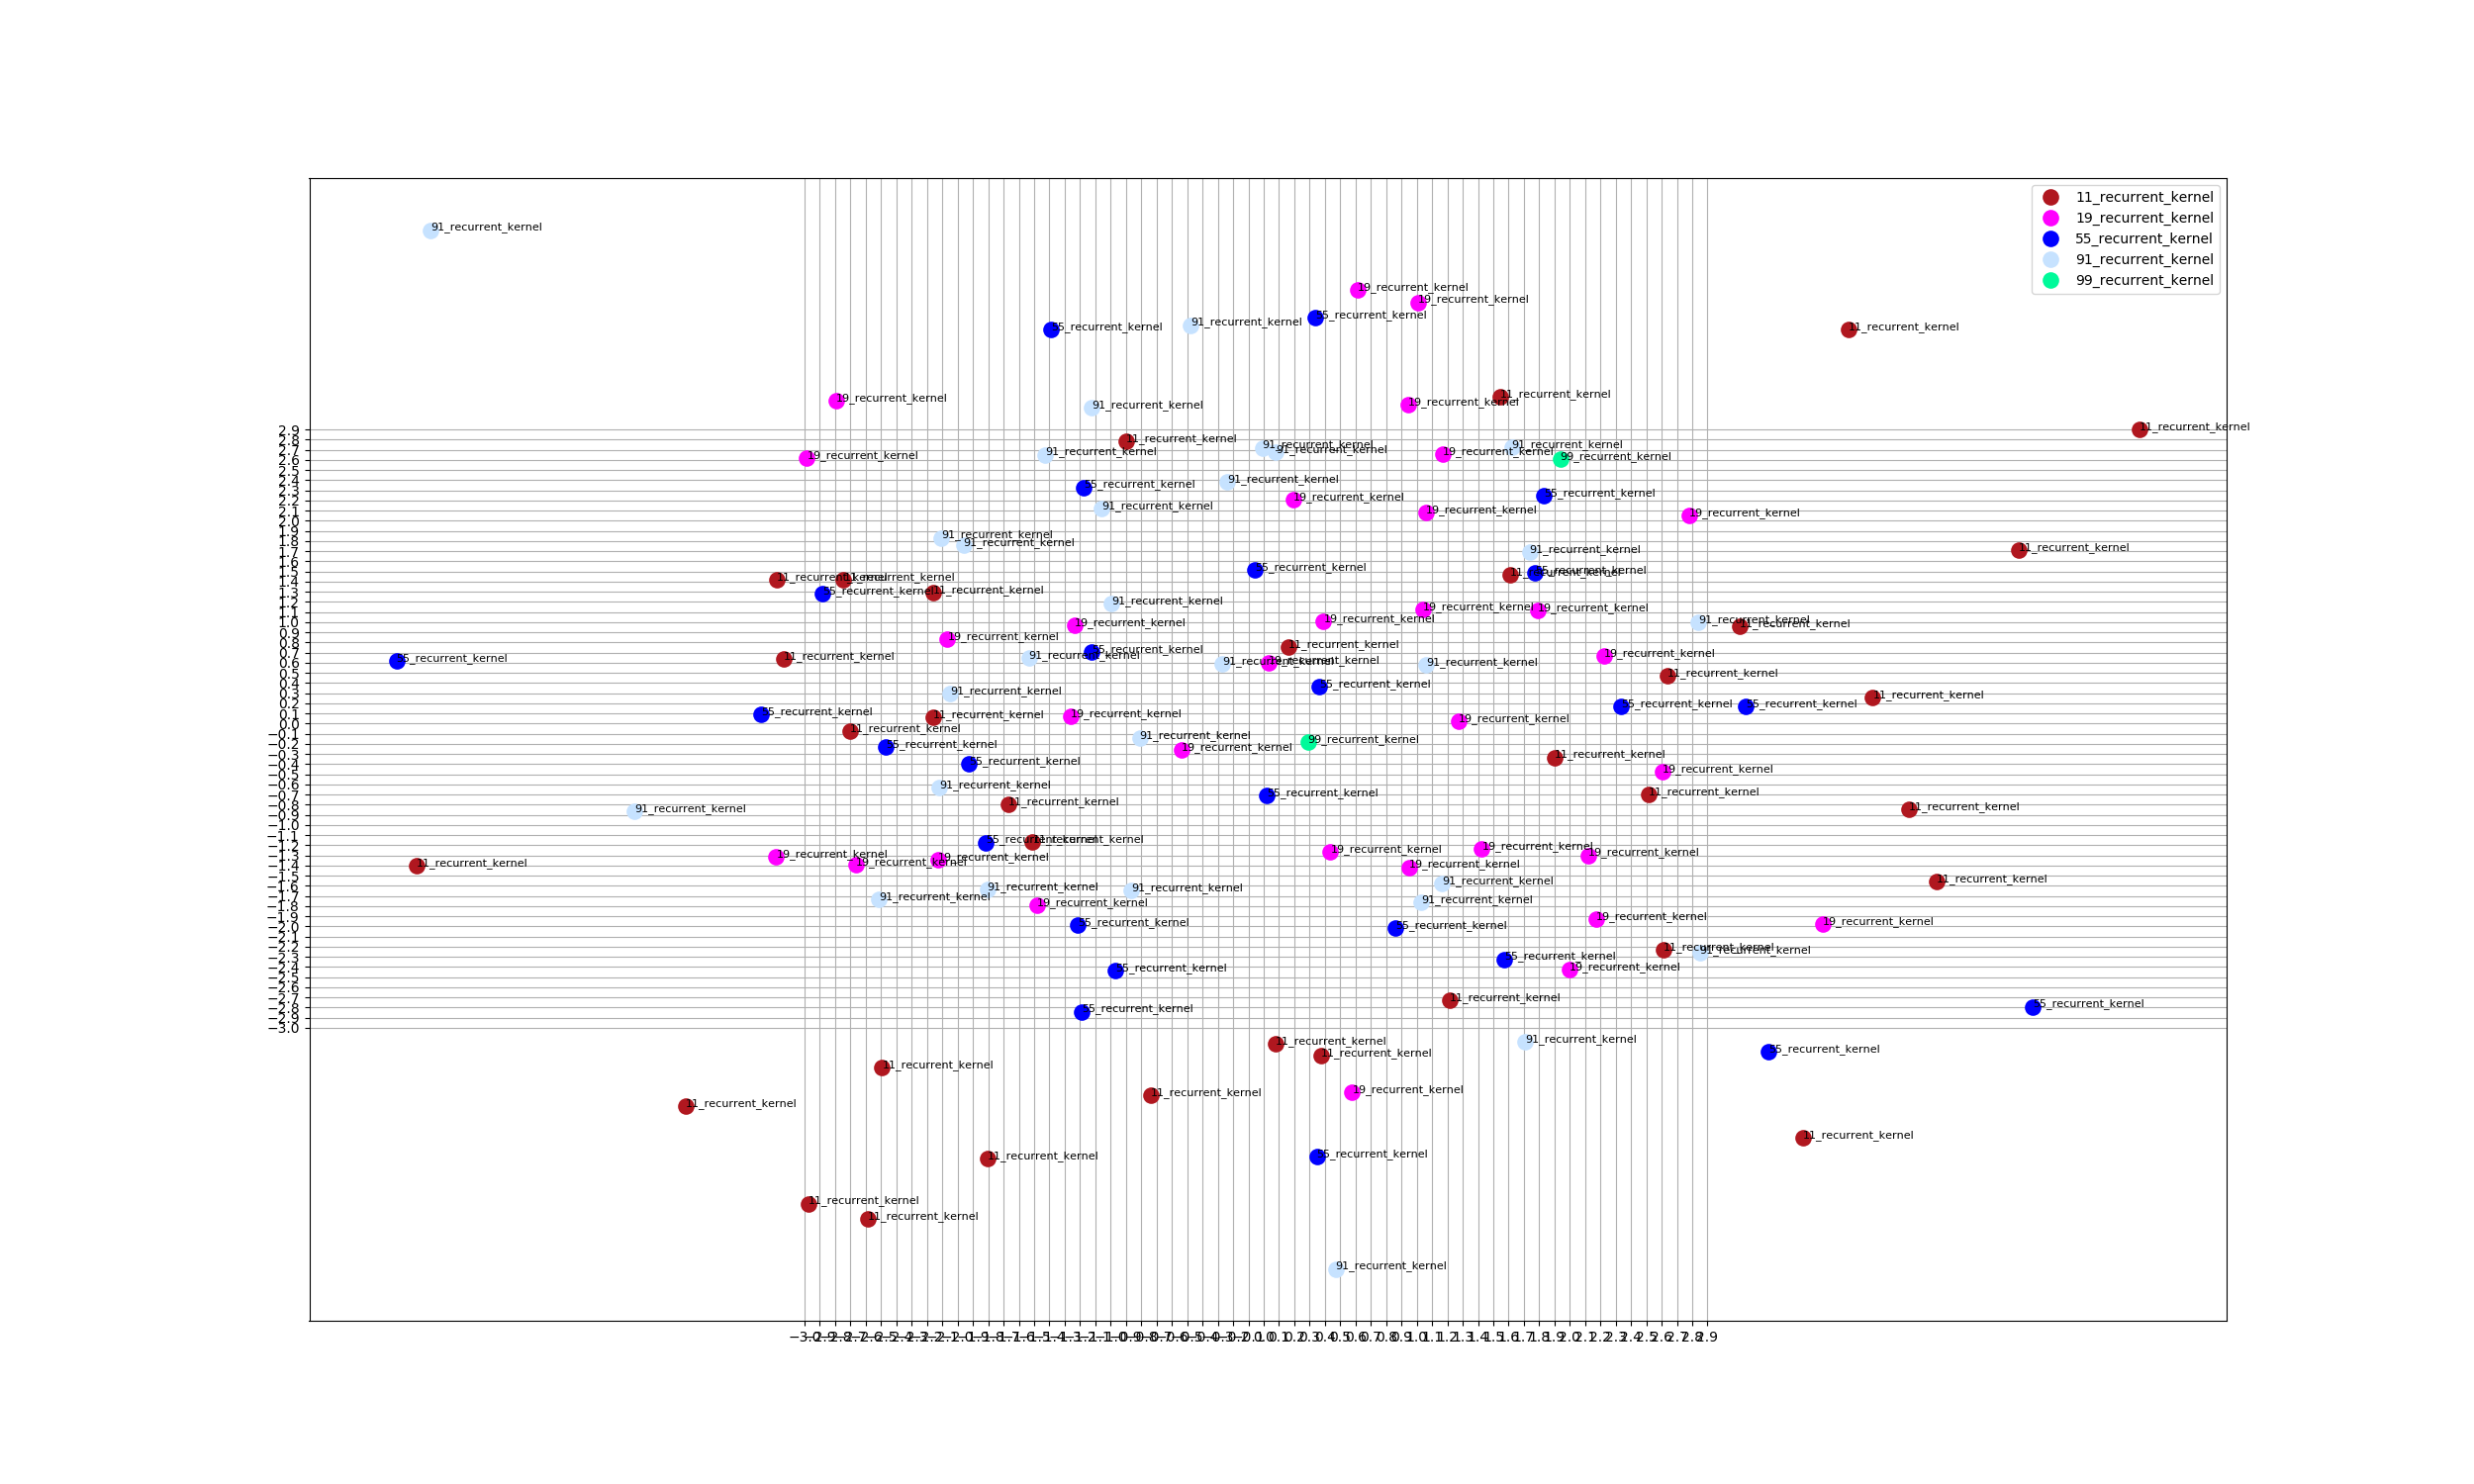 11_recurrent_kernel
19_recurrent_kernel
55_recurrent_kernel
91_recurrent_kernel
99_recurrent_kernel
91_recurrent_kernel
19_recurrent_kernel
19_recurrent_kernel
55_recurrent_kernel
91_recurrent_kernel
55_recurrent_kernel
11_recurrent_kernel
11_recurrent_kernel
19_recurrent_kernel
19_recurrent_kernel
91_recurrent_kernel
11_recurrent_kernel
11_recurrent_kernel
91_recurrent_kernel
91_recurrent_kernel
91_recurrent_kernel
91_recurrent_kernel
19_recurrent_kernel
19_recurrent_kernel
99_recurrent_kernel
91_recurrent_kernel
55_recurrent_kernel
55_recurrent_kernel
19_recurrent_kernel
91_recurrent_kernel
19_recurrent_kernel
19_recurrent_kernel
91_recurrent_kernel
91_recurrent_kernel
11_recurrent_kernel
91_recurrent_kernel
55_recurrent_kernel
55_recurrent_kernel
11_recurrent_kernel
11_recurrent_kernel
11_recurrent_kernel
11_recurrent_kernel
55_recurrent_kernel
91_recurrent_kernel
19_recurrent_kernel
19_recurrent_kernel
19_recurrent_kernel
91_recurrent_kernel
19_recurrent_kernel
11_recurrent_kernel
19_recurrent_kernel
11_recurrent_kernel
55_recurrent_kernel
19_recurrent_kernel
91_recurrent_kernel
11_recurrent_kernel
55_recurrent_kernel
91_recurrent_kernel
19_recurrent_kernel
91_recurrent_kernel
11_recurrent_kernel
55_recurrent_kernel
91_recurrent_kernel
11_recurrent_kernel
55_recurrent_kernel
55_recurrent_kernel
55_recurrent_kernel
19_recurrent_kernel
11_recurrent_kernel
19_recurrent_kernel
11_recurrent_kernel
91_recurrent_kernel
99_recurrent_kernel
55_recurrent_kernel
19_recurrent_kernel
11_recurrent_kernel
55_recurrent_kernel
19_recurrent_kernel
91_recurrent_kernel
11_recurrent_kernel
55_recurrent_kernel
11_recurrent_kernel
11_recurrent_kernel
91_recurrent_kernel
55_recurrent_kernel
11_recurrent_kernel
19_recurrent_kernel
19_recurrent_kernel
19_recurrent_kernel
19_recurrent_kernel
19_recurrent_kernel
19_recurrent_kernel
11_recurrent_kernel
19_recurrent_kernel
11_recurrent_kernel
91_recurrent_kernel
91_recurrent_kernel
91_recurrent_kernel
91_recurrent_kernel
91_recurrent_kernel
19_recurrent_kernel
19_recurrent_kernel
19_recurrent_kernel
55_recurrent_kernel
55_recurrent_kernel
11_recurrent_kernel
91_recurrent_kernel
55_recurrent_kernel
19_recurrent_kernel
55_recurrent_kernel
11_recurrent_kernel
55_recurrent_kernel
55_recurrent_kernel
91_recurrent_kernel
11_recurrent_kernel
55_recurrent_kernel
11_recurrent_kernel
11_recurrent_kernel
19_recurrent_kernel
11_recurrent_kernel
11_recurrent_kernel
11_recurrent_kernel
55_recurrent_kernel
11_recurrent_kernel
11_recurrent_kernel
11_recurrent_kernel
91_recurrent_kernel
2.9
2.8
2.7
2.6
2.5
2.4
2.3
2.2
2.1
2.0
1.9
1.8
1.7
1.6
1.5
1.4
1.3
1.2
1.1
1.0
0.9
0.8
0.7
0.6
0.5
0.4
0.3
0.2
0.1
0.0
−0.1
−0.2
−0.3
−0.4
−0.5
−0.6
−0.7
−0.8
−0.9
−1.0
−1.1
−1.2
−1.3
−1.4
−1.5
−1.6
−1.7
−1.8
−1.9
−2.0
−2.1
−2.2
−2.3
−2.4
−2.5
−2.6
−2.7
−2.8
−2.9
−3.0
−3.0 −2.9 −2.8 −2.7 −2.6 −2.5 −2.4 −2.3 −2.2 −2.1 −2.0 −1.9 −1.8 −1.7 −1.6 −1.5 −1.4 −1.3 −1.2 −1.1 −1.0 −0.9 −0.8 −0.7 −0.6 −0.5 −0.4 −0.3 −0.2 −0.1 0.0 0.1 0.2 0.3 0.4 0.5 0.6 0.7 0.8 0.9 1.0 1.1 1.2 1.3 1.4 1.5 1.6 1.7 1.8 1.9 2.0 2.1 2.2 2.3 2.4 2.5 2.6 2.7 2.8 2.9